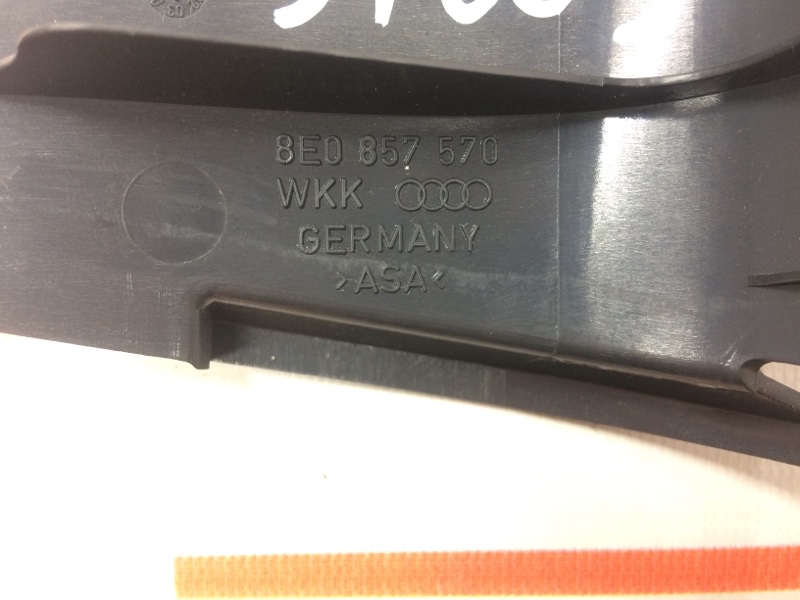 8E0 857 570
WKK
GERMANY
>ASA<